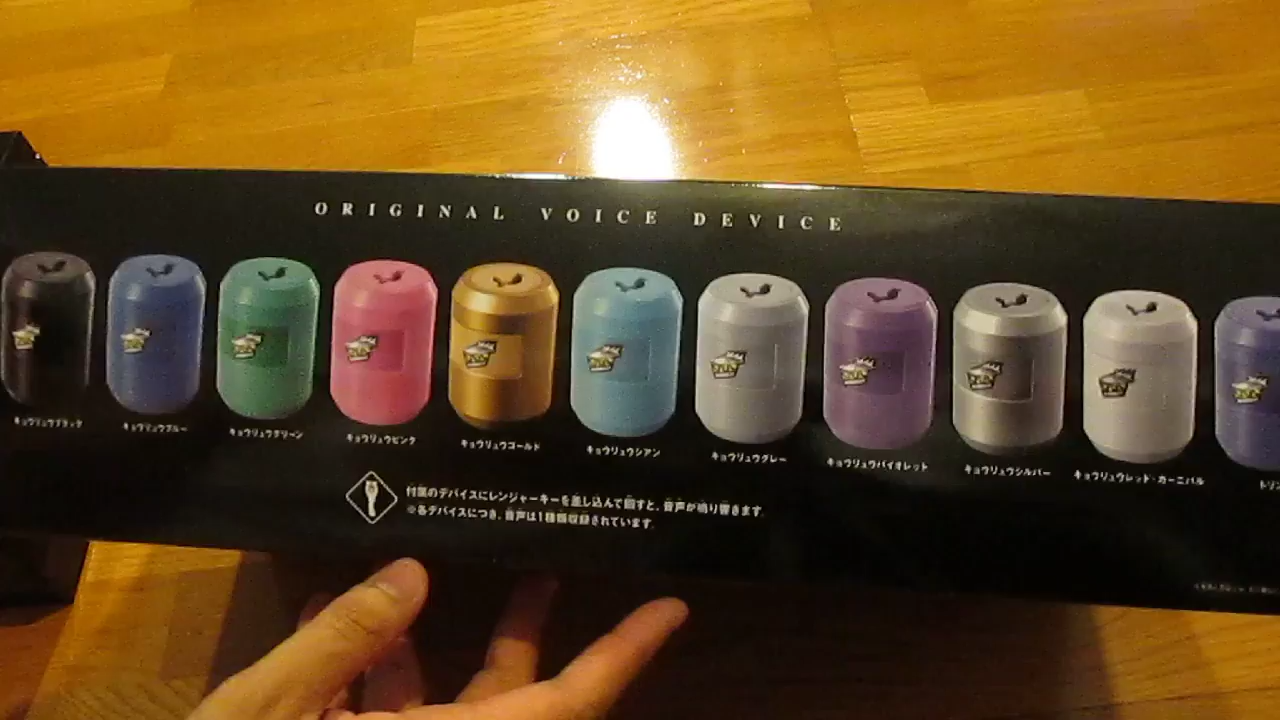 ORIGINAL VOICE DEVICE
キョウリュウブラック
キョウリュウブルー
キョウリュウグリーン
キョウリュウピンク
キョウリュウゴールド
キョウリュウシアン
キョウリュウグレー
キョウリュウバイオレット
キョウリュウシルバー
キョウリュウレッド・カーニバル
トリン
付属のデバイスにレンジャーキーを差し込んで回すと、音声が鳴り響きます。
※各デバイスにつき、音声は1種類収録されています。